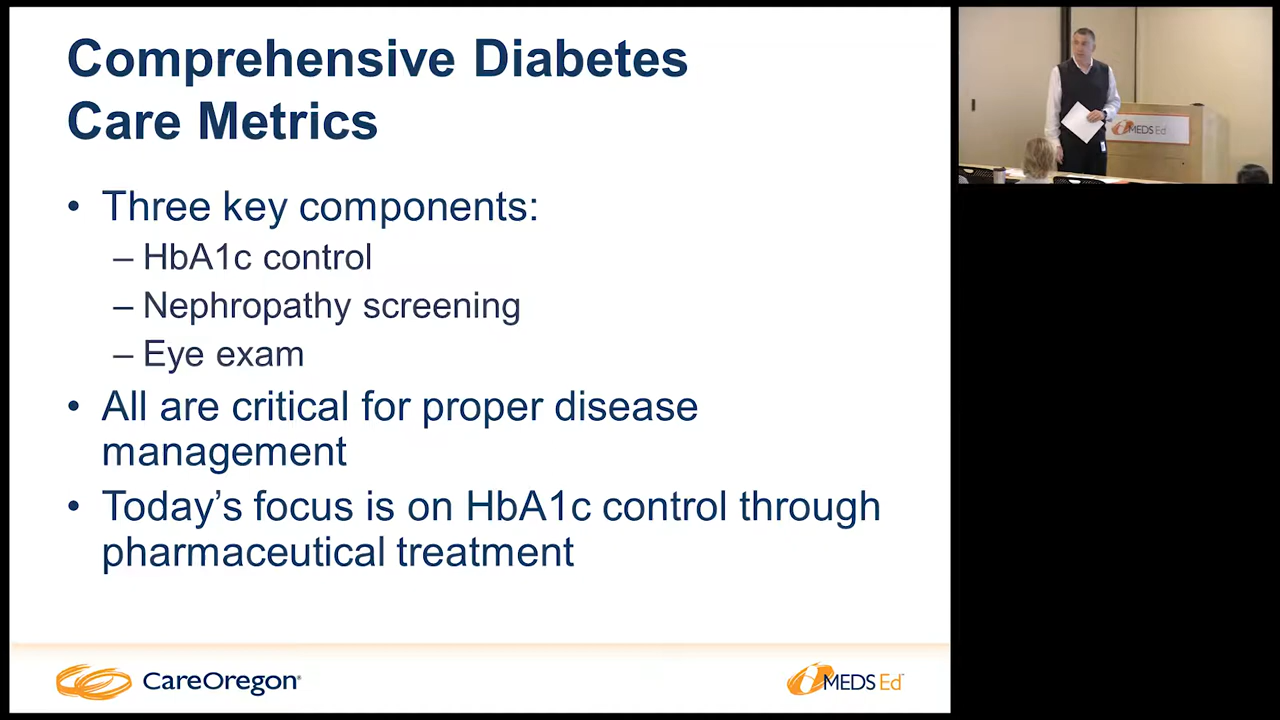 Comprehensive Diabetes
Care Metrics
• Three key components:
– HbA1c control
– Nephropathy screening
– Eye exam
• All are critical for proper disease
management
• Today's focus is on HbA1c control through
pharmaceutical treatment
CareOregon®
MEDS Ed™
MEDS Ed